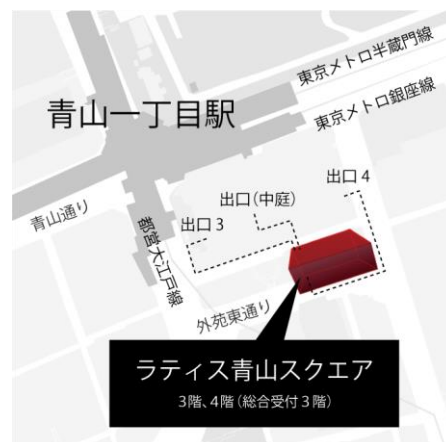 東京メトロ半蔵門線
青山一丁目駅
東京メトロ銀座線
出口4
出口(中庭)
青山通り
出口3
都営大江戸線
外苑東通り
ラティス青山スクエア
3階、4階(総合受付3階)